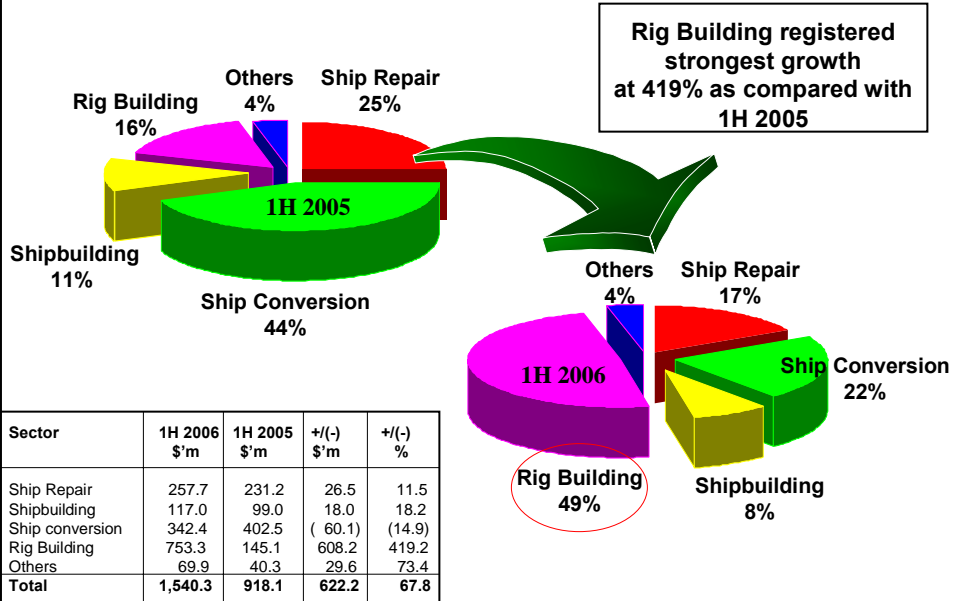 Rig Building registered
strongest growth
at 419% as compared with
1H 2005
Others
4%
Ship Repair
25%
Rig Building
16%
1H 2005
Shipbuilding
11%
Ship Conversion
44%
Others
4%
Ship Repair
17%
1H 2006
Ship Conversion
22%
Rig Building
49%
Shipbuilding
8%
Sector 1H 2006 1H 2005 +/(-) +/(-)
$'m $'m $'m %
Ship Repair 257.7 231.2 26.5 11.5
Shipbuilding 117.0 99.0 18.0 18.2
Ship conversion 342.4 402.5 ( 60.1) (14.9)
Rig Building 753.3 145.1 608.2 419.2
Others 69.9 40.3 29.6 73.4
Total 1,540.3 918.1 622.2 67.8